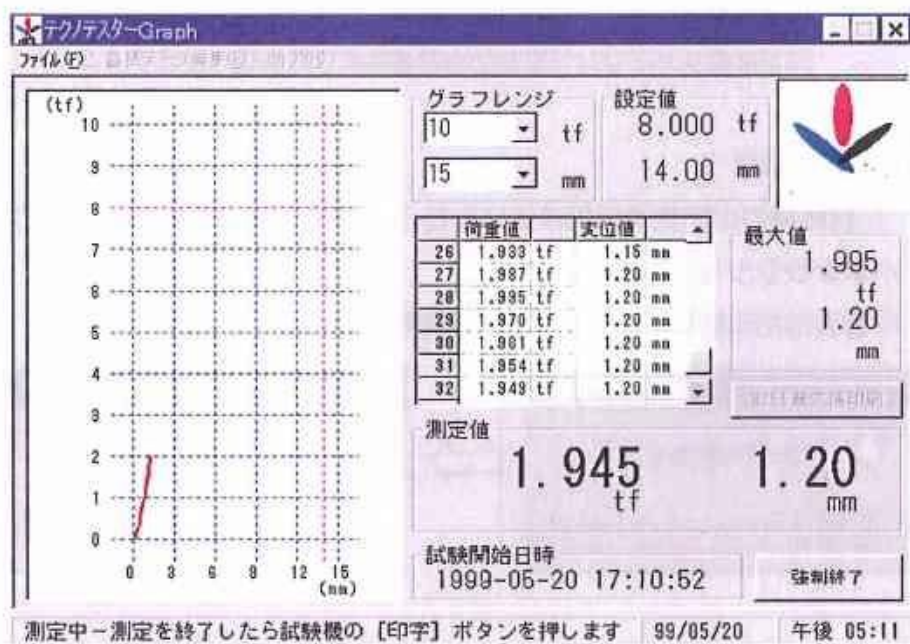 テクノテスターGraph
ファイル(F)
(tf)
10
9
8
7
6
5
4
3
2
1
0
0 3 6 9 12 15
(mm)
グラフレンジ
10 tf
15 mm
設定値
8.000 tf
14.00 mm
荷重値 変位値
26 1.933 tf 1.15 mm
27 1.987 tf 1.20 mm
28 1.995 tf 1.20 mm
29 1.970 tf 1.20 mm
30 1.961 tf 1.20 mm
31 1.954 tf 1.20 mm
32 1.949 tf 1.20 mm
最大値
1.995
tf
1.20
mm
測定値
1.945 1.20
tf mm
試験開始日時
1999-05-20 17:10:52
強制終了
測定中－測定を終了したら試験機の [印字] ボタンを押します 99/05/20 午後 05:11